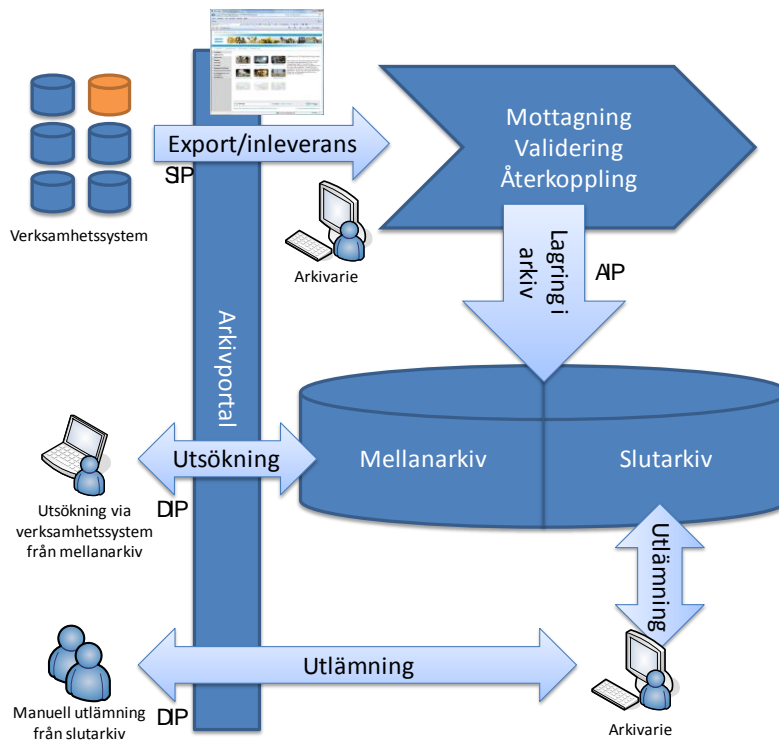 Verksamhetssystem
Export/inleverans
SIP
Arkivarie
Mottagning
Validering
Återkoppling
Lagring i
arkiv
AIP
Arkivportal
Mellanarkiv
Slutarkiv
Utsökning
DIP
Utsökning via
verksamhetssystem
från mellanarkiv
Utlämning
Utlämning
DIP
Manuell utlämning
från slutarkiv
Arkivarie